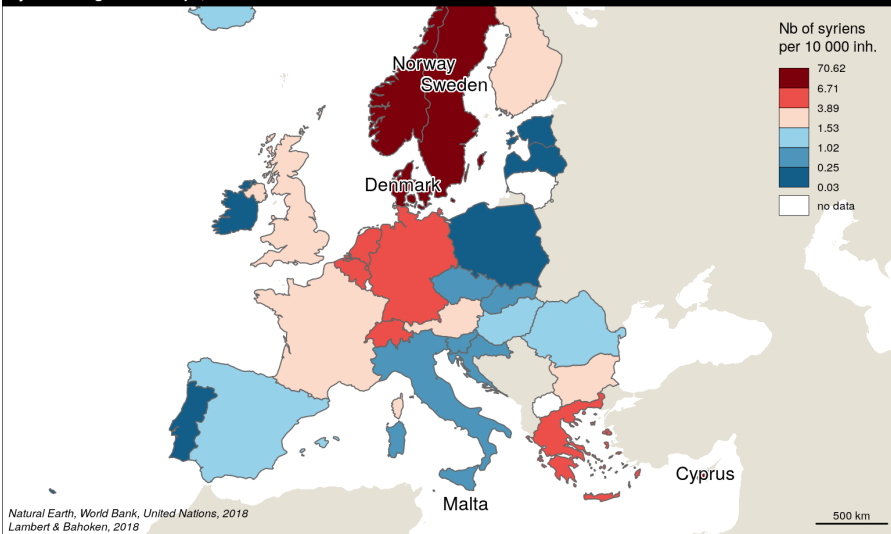 Nb of syriens
per 10 000 inh.
70.62
6.71
3.89
1.53
1.02
0.25
0.03
no data
Norway
Sweden
Denmark
Cyprus
Malta
500 km
Natural Earth, World Bank, United Nations, 2018
Lambert & Bahoken, 2018